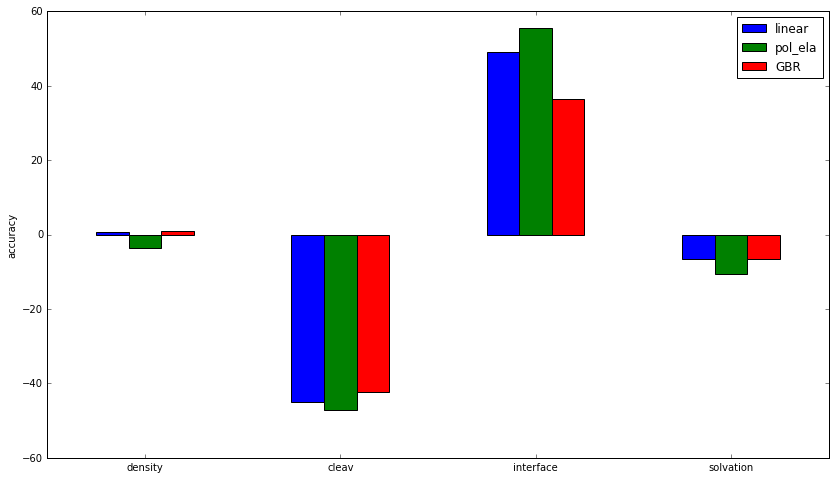 60
40
20
0
−20
−40
−60
accuracy
density
cleav
interface
solvation
linear
pol_ela
GBR